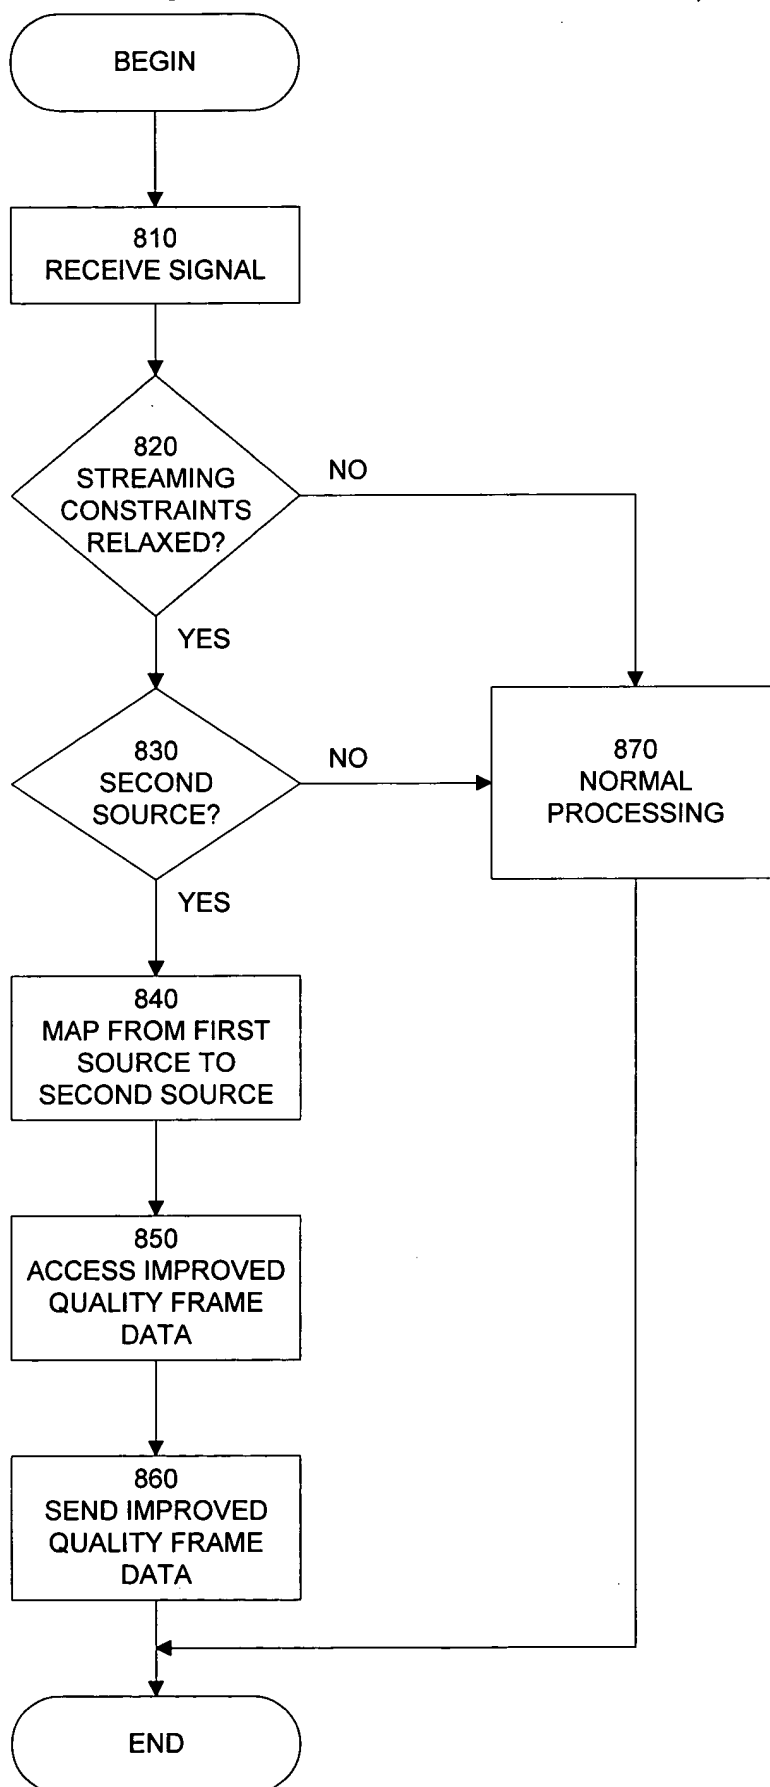 BEGIN
810
RECEIVE SIGNAL
820
STREAMING
CONSTRAINTS
RELAXED?
NO
YES
830
SECOND
SOURCE?
NO
870
NORMAL
PROCESSING
YES
840
MAP FROM FIRST
SOURCE TO
SECOND SOURCE
850
ACCESS IMPROVED
QUALITY FRAME
DATA
860
SEND IMPROVED
QUALITY FRAME
DATA
END